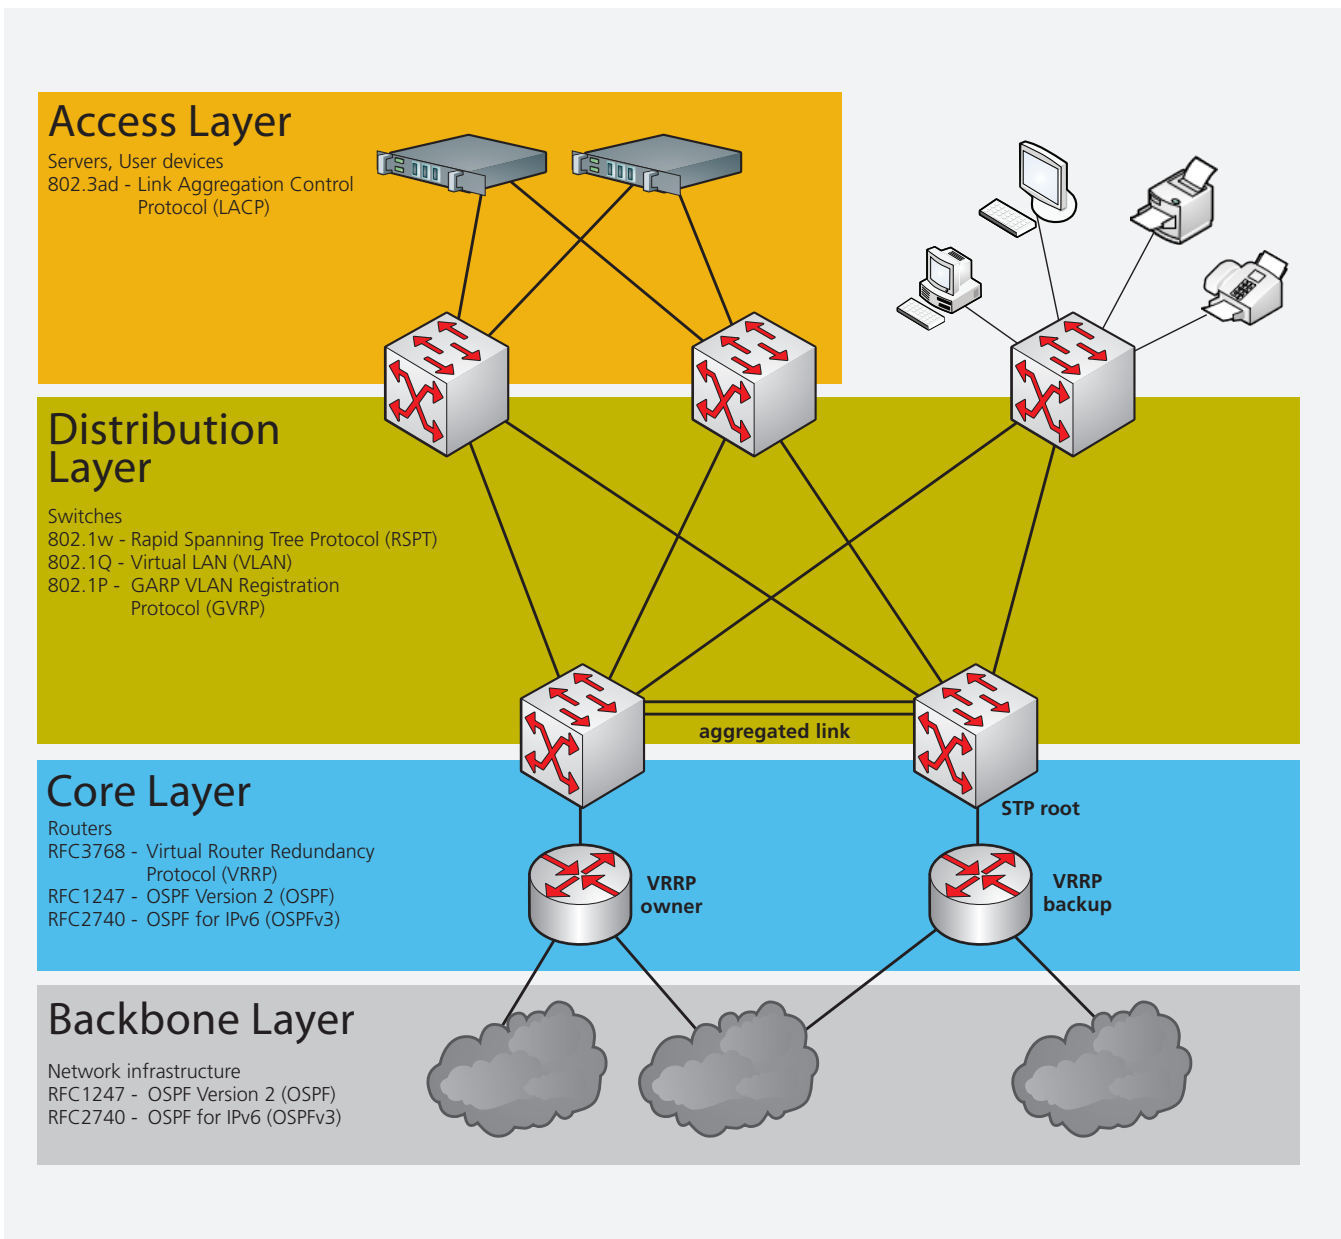 Access Layer
Servers, User devices
802.3ad - Link Aggregation Control
Protocol (LACP)
Distribution
Layer
Switches
802.1w - Rapid Spanning Tree Protocol (RSPT)
802.1Q - Virtual LAN (VLAN)
802.1P - GARP VLAN Registration
Protocol (GVRP)
aggregated link
Core Layer
Routers
RFC3768 - Virtual Router Redundancy
Protocol (VRRP)
RFC1247 - OSPF Version 2 (OSPF)
RFC2740 - OSPF for IPv6 (OSPFv3)
STP root
VRRP
owner
VRRP
backup
Backbone Layer
Network infrastructure
RFC1247 - OSPF Version 2 (OSPF)
RFC2740 - OSPF for IPv6 (OSPFv3)